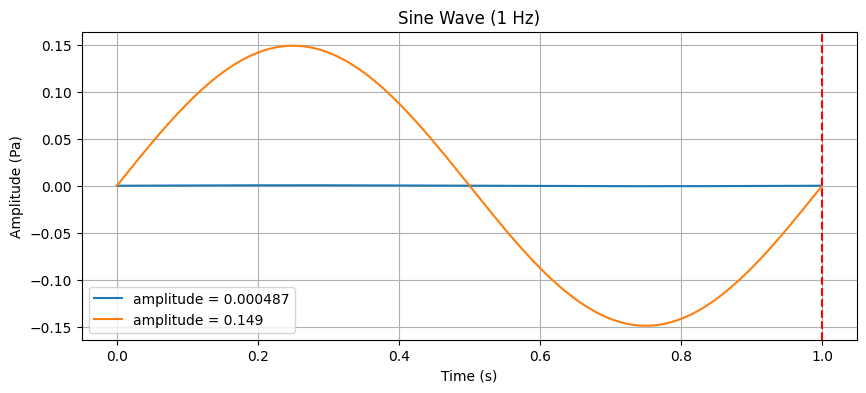 Sine Wave (1 Hz)
Amplitude (Pa)
0.15
0.10
0.05
0.00
−0.05
−0.10
−0.15
amplitude = 0.000487
amplitude = 0.149
0.0 0.2 0.4 0.6 0.8 1.0
Time (s)